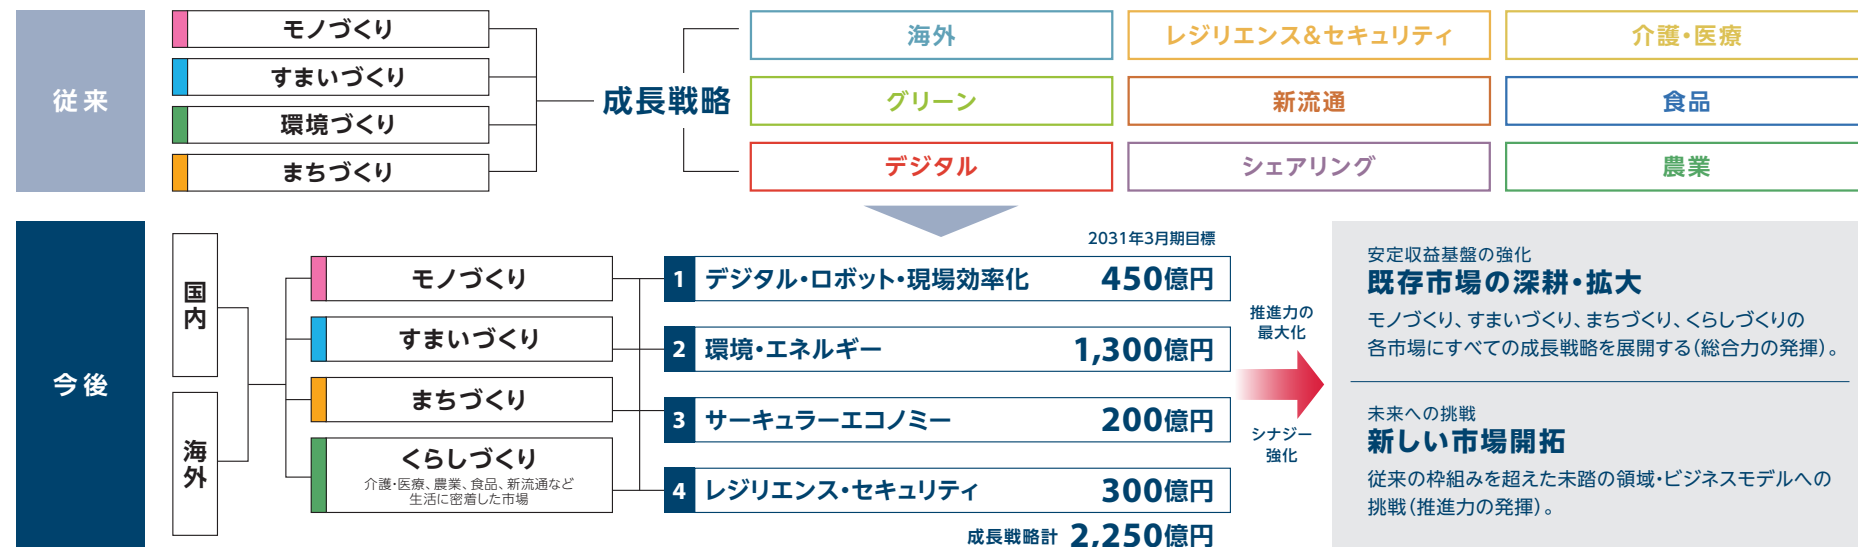 従来
モノづくり
すまいづくり
環境づくり
まちづくり
成長戦略
海外
レジリエンス&セキュリティ
介護・医療
グリーン
新流通
食品
デジタル
シェアリング
農業
今後
国内
海外
モノづくり
すまいづくり
まちづくり
くらしづくり
介護・医療、農業、食品、新流通など
生活に密着した市場
2031年3月期目標
1 デジタル・ロボット・現場効率化 450億円
2 環境・エネルギー 1,300億円
3 サーキュラーエコノミー 200億円
4 レジリエンス・セキュリティ 300億円
成長戦略計 2,250億円
推進力の
最大化
シナジー
強化
安定収益基盤の強化
既存市場の深耕・拡大
モノづくり、すまいづくり、まちづくり、くらしづくりの
各市場にすべての成長戦略を展開する(総合力の発揮)。
未来への挑戦
新しい市場開拓
従来の枠組みを超えた未踏の領域・ビジネスモデルへの
挑戦(推進力の発揮)。